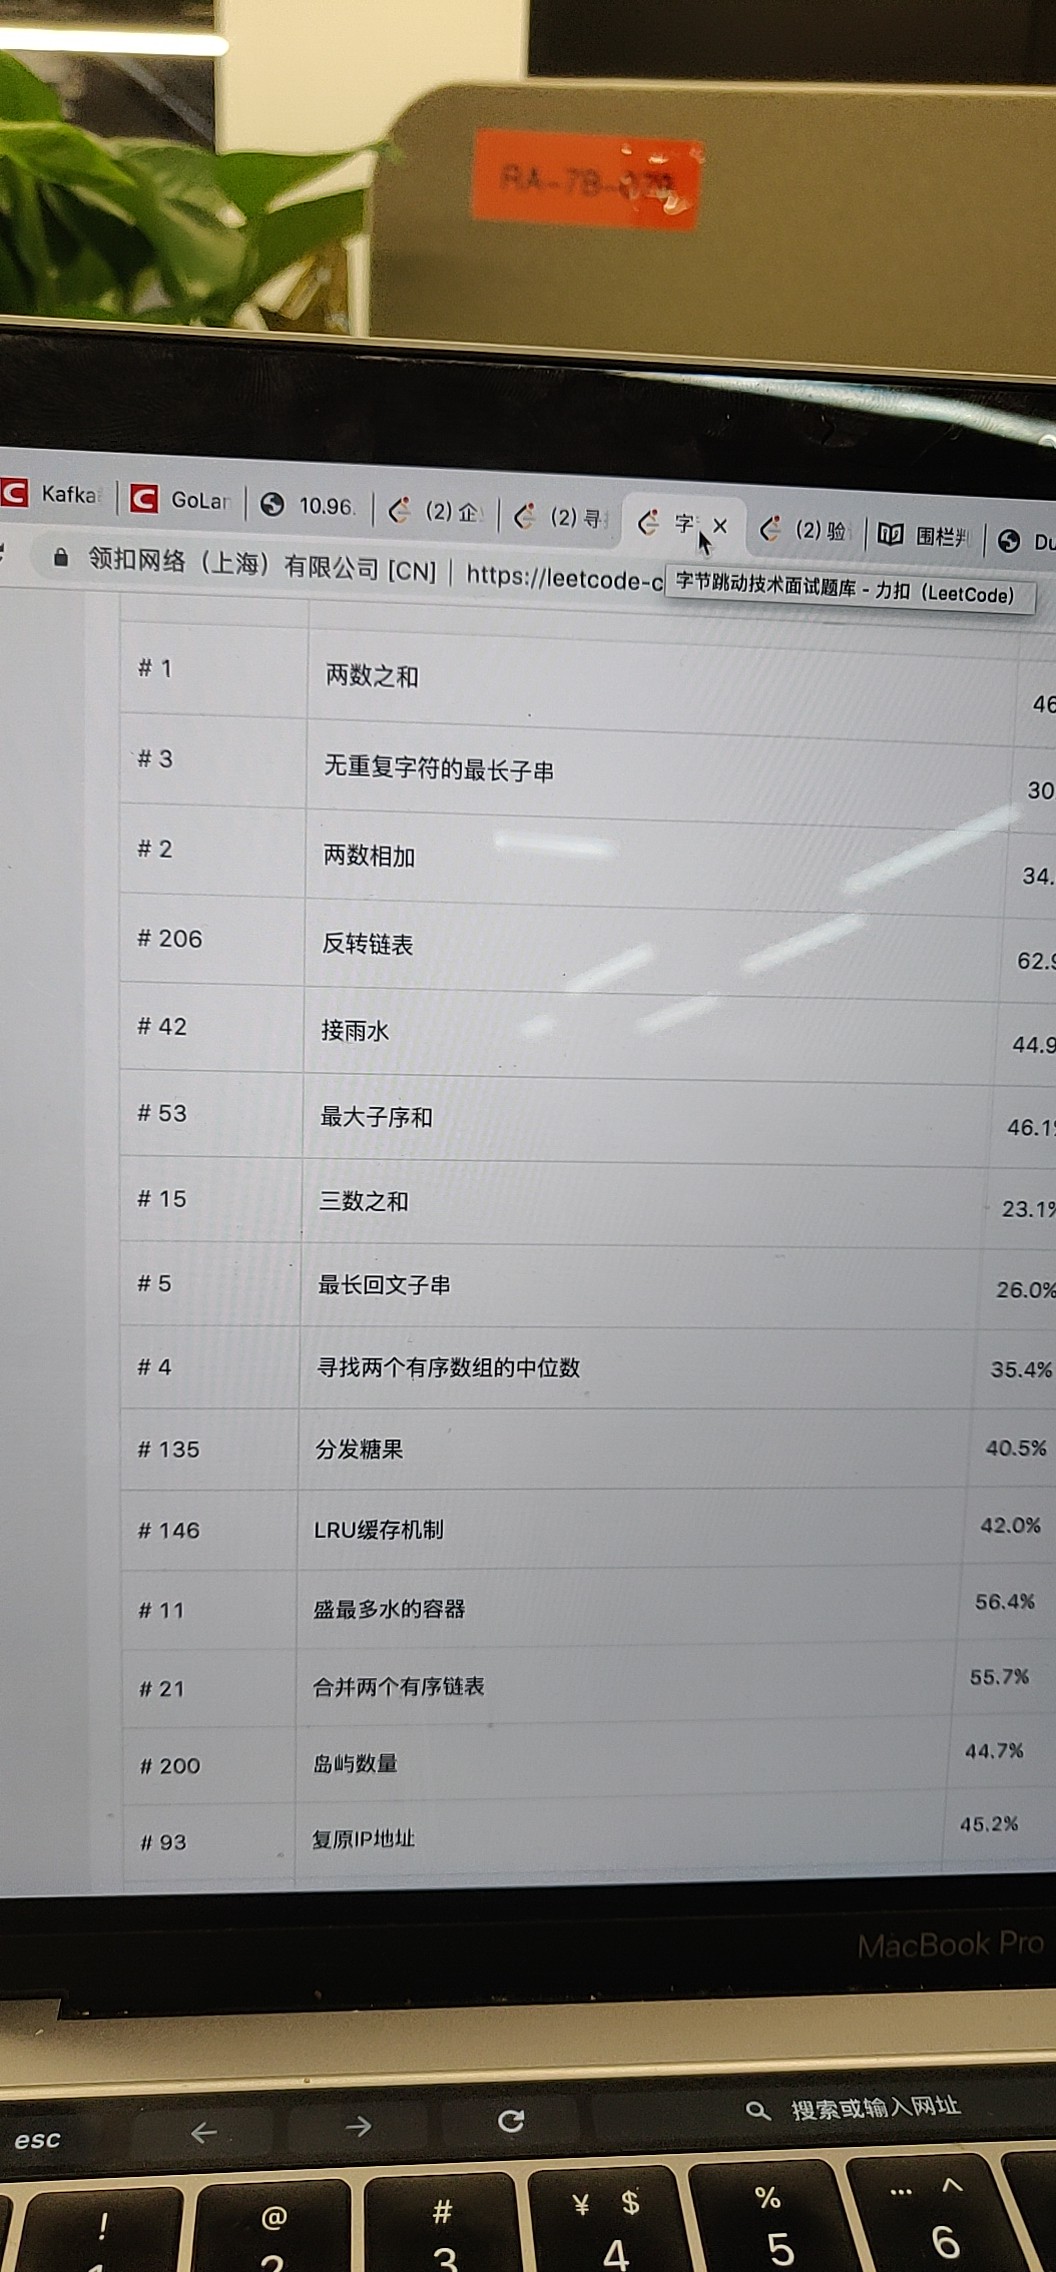 RA-7B-
Kafka
GoLan
10.96.
(2) 企
(2) 寻
字
(2) 验
围栏判
Du
领扣网络（上海）有限公司 [CN] | https://leetcode-c
字节跳动技术面试题库 - 力扣（LeetCode）
# 1 两数之和 46
# 3 无重复字符的最长子串 30
# 2 两数相加 34.
# 206 反转链表 62.9
# 42 接雨水 44.9
# 53 最大子序和 46.1%
# 15 三数之和 23.1%
# 5 最长回文子串 26.0%
# 4 寻找两个有序数组的中位数 35.4%
# 135 分发糖果 40.5%
# 146 LRU缓存机制 42.0%
# 11 盛最多水的容器 56.4%
# 21 合并两个有序链表 55.7%
# 200 岛屿数量 44.7%
# 93 复原IP地址 45.2%
MacBook Pro
esc
搜索或输入网址
! @ # ¥ $ % … ^
1 2 3 4 5 6